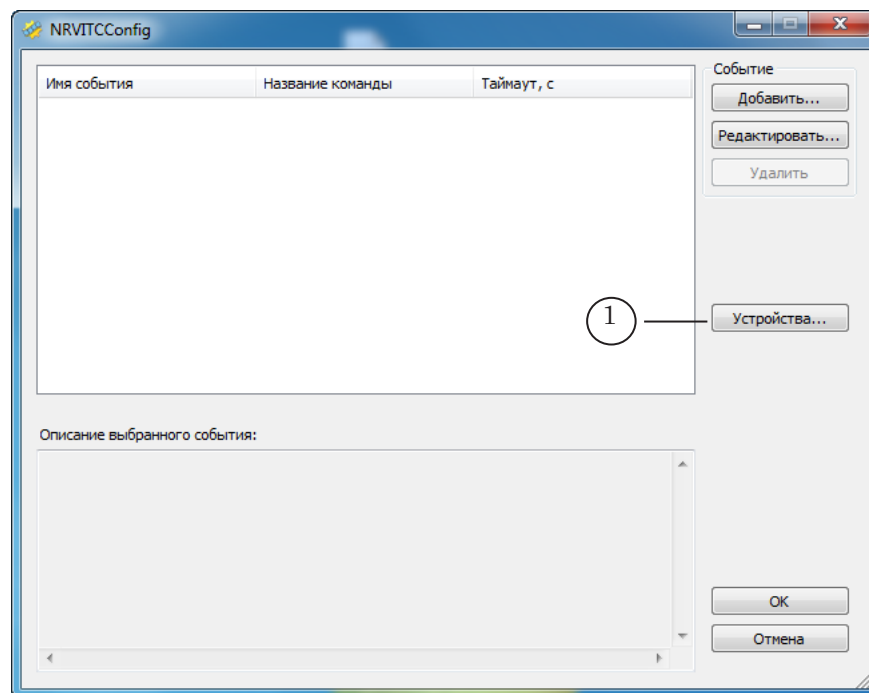 NRVITCConfig
Имя события Название команды Таймаут, с
Событие
Добавить...
Редактировать...
Удалить
1
Устройства...
Описание выбранного события:
OK
Отмена